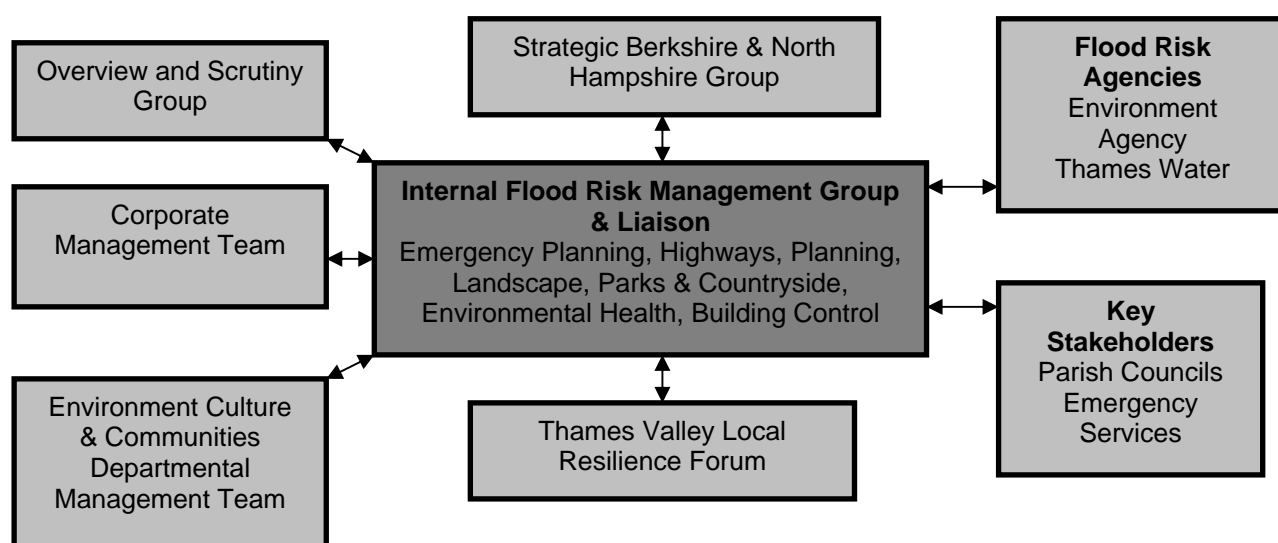 Overview and Scrutiny
Group
Strategic Berkshire & North
Hampshire Group
Flood Risk
Agencies
Environment
Agency
Thames Water
Corporate
Management Team
Internal Flood Risk Management Group
& Liaison
Emergency Planning, Highways, Planning,
Landscape, Parks & Countryside,
Environmental Health, Building Control
Key
Stakeholders
Parish Councils
Emergency
Services
Environment Culture
& Communities
Departmental
Management Team
Thames Valley Local
Resilience Forum